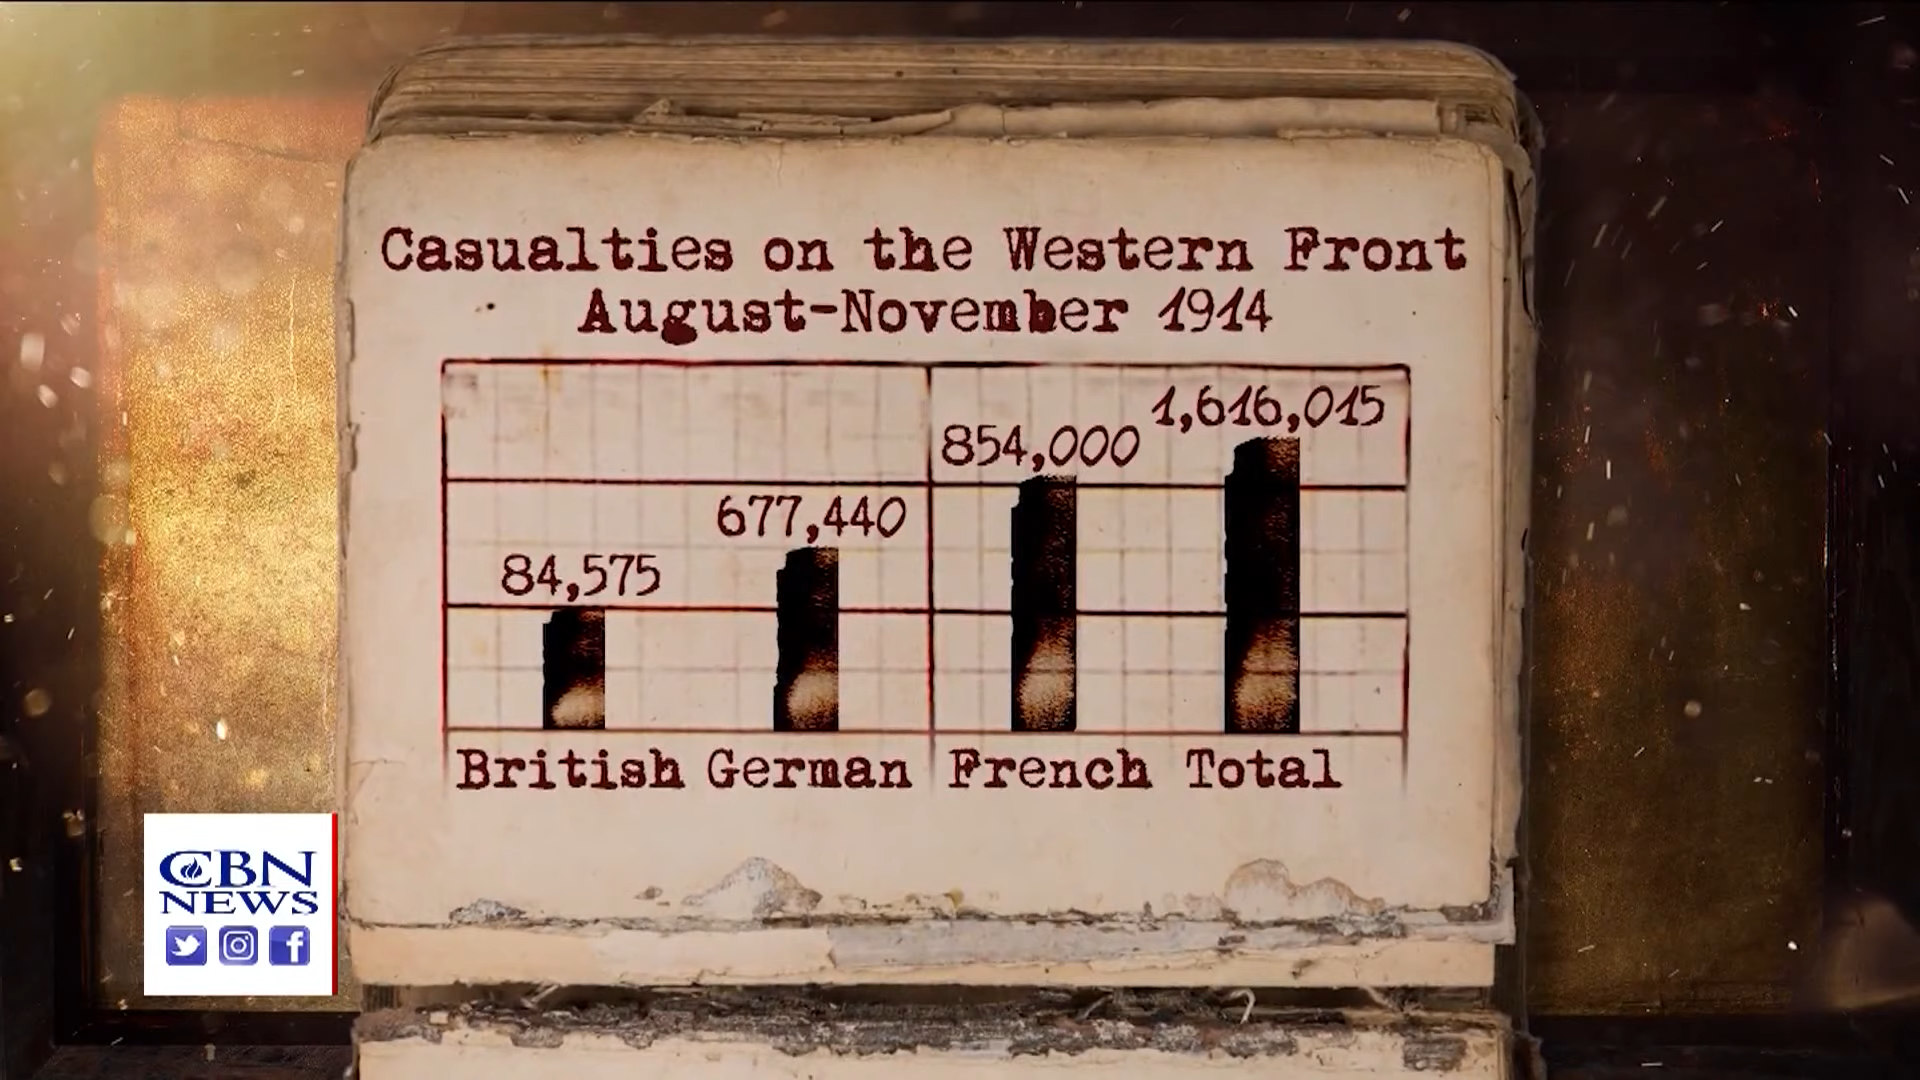 Casualties on the Western Front
August-November 1914
1,616,015
854,000
677,440
84,575
British German French Total
CBN
NEWS